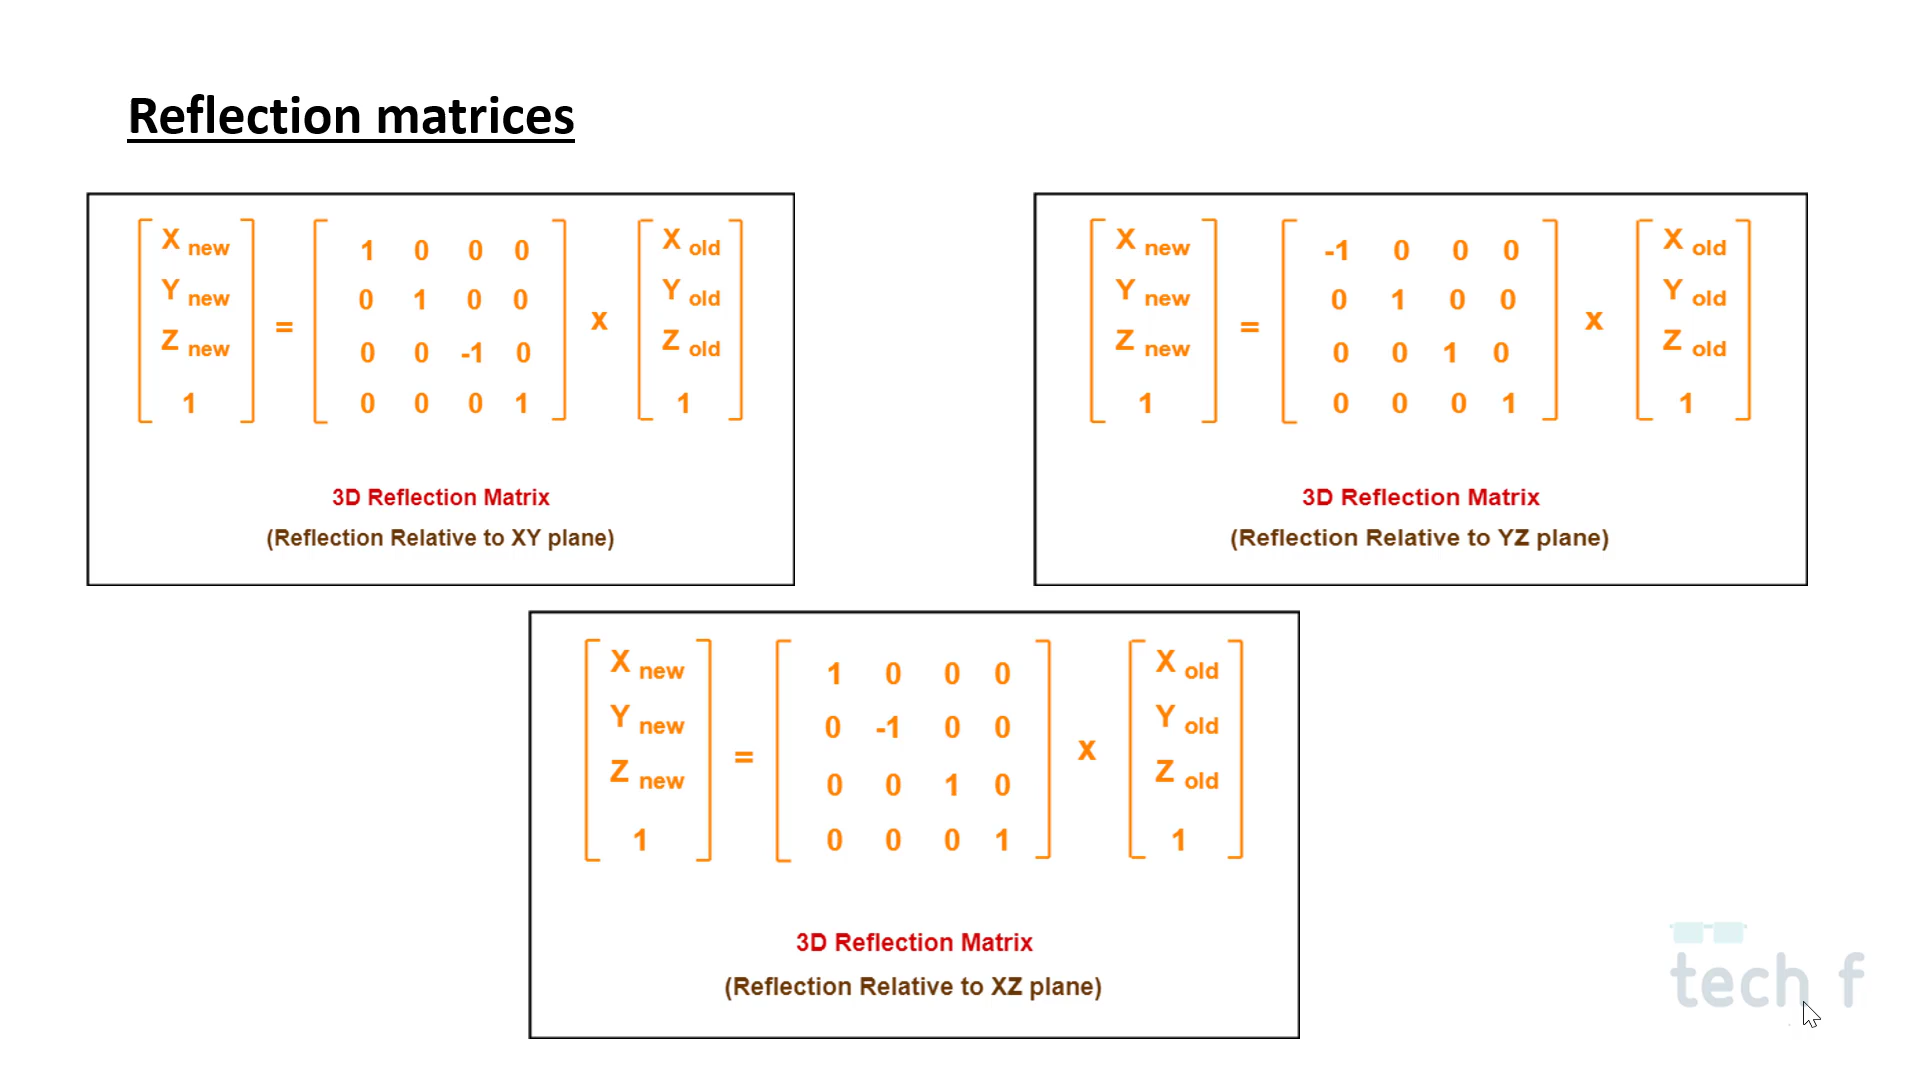 Reflection matrices
X new = 1 0 0 0 x X old
Y new 0 1 0 0 Y old
Z new 0 0 -1 0 Z old
1 0 0 0 1 1
3D Reflection Matrix
(Reflection Relative to XY plane)
X new = -1 0 0 0 x X old
Y new 0 1 0 0 Y old
Z new 0 0 1 0 Z old
1 0 0 0 1 1
3D Reflection Matrix
(Reflection Relative to YZ plane)
X new = 1 0 0 0 x X old
Y new 0 -1 0 0 Y old
Z new 0 0 1 0 Z old
1 0 0 0 1 1
3D Reflection Matrix
(Reflection Relative to XZ plane)
tech f